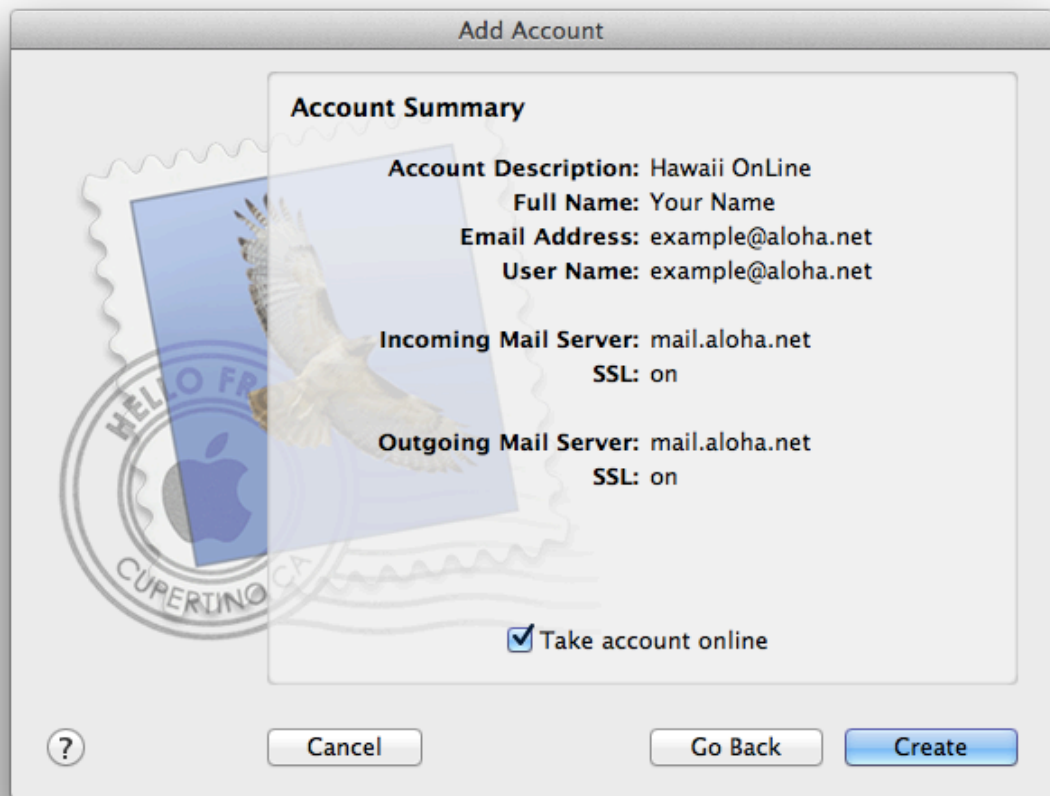 Add Account
Account Summary
Account Description: Hawaii OnLine
Full Name: Your Name
Email Address: example@aloha.net
User Name: example@aloha.net
Incoming Mail Server: mail.aloha.net
SSL: on
Outgoing Mail Server: mail.aloha.net
SSL: on
HELLO FRO
CUPERTINO CA
Take account online
?
Cancel
Go Back
Create